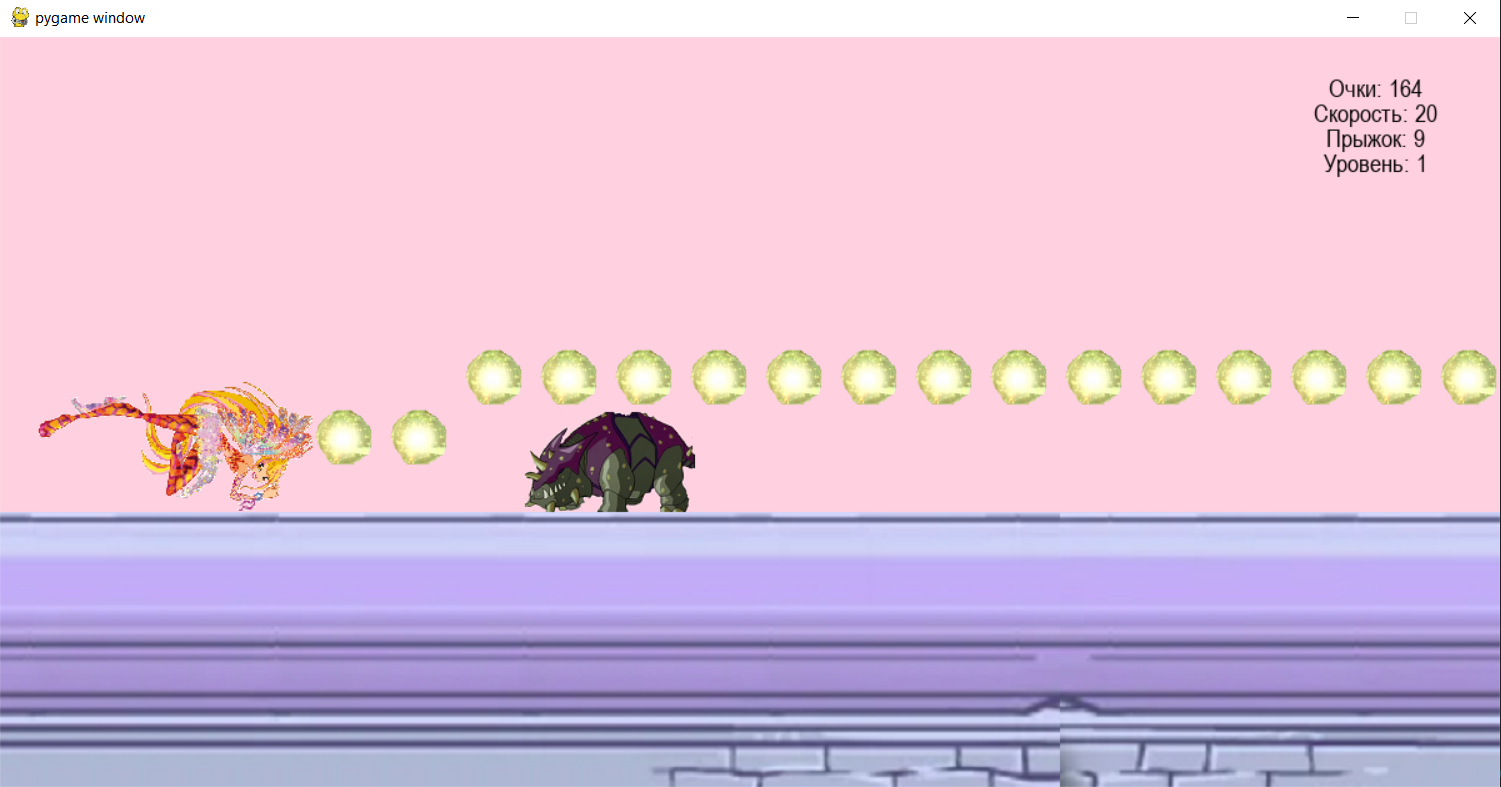 pygame window
Очки: 164
Скорость: 20
Прыжок: 9
Уровень: 1